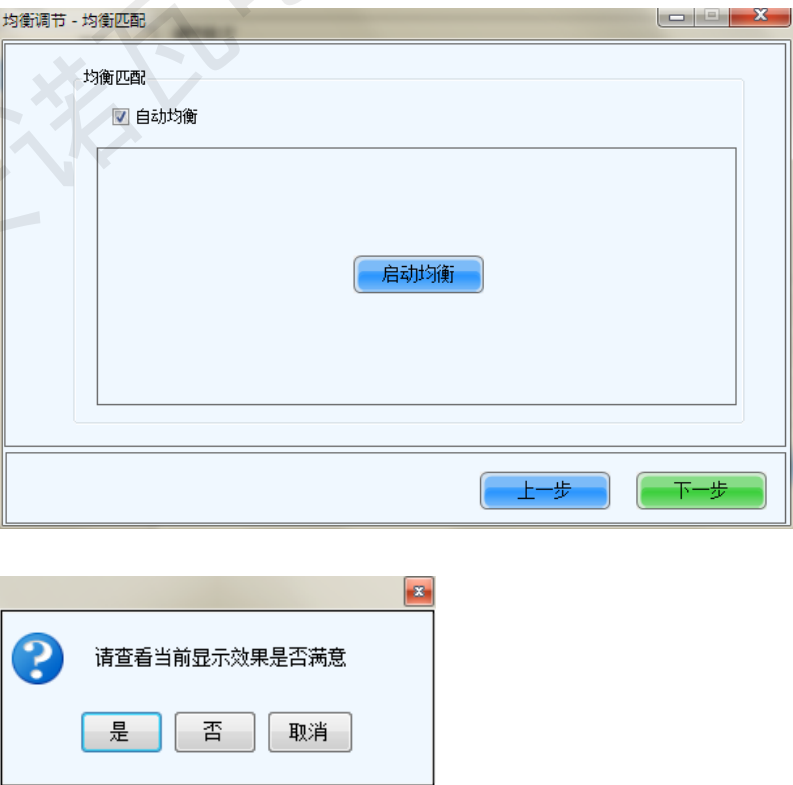 均衡调节 - 均衡匹配
均衡匹配
自动均衡
启动均衡
上一步
下一步
请查看当前显示效果是否满意
是
否
取消